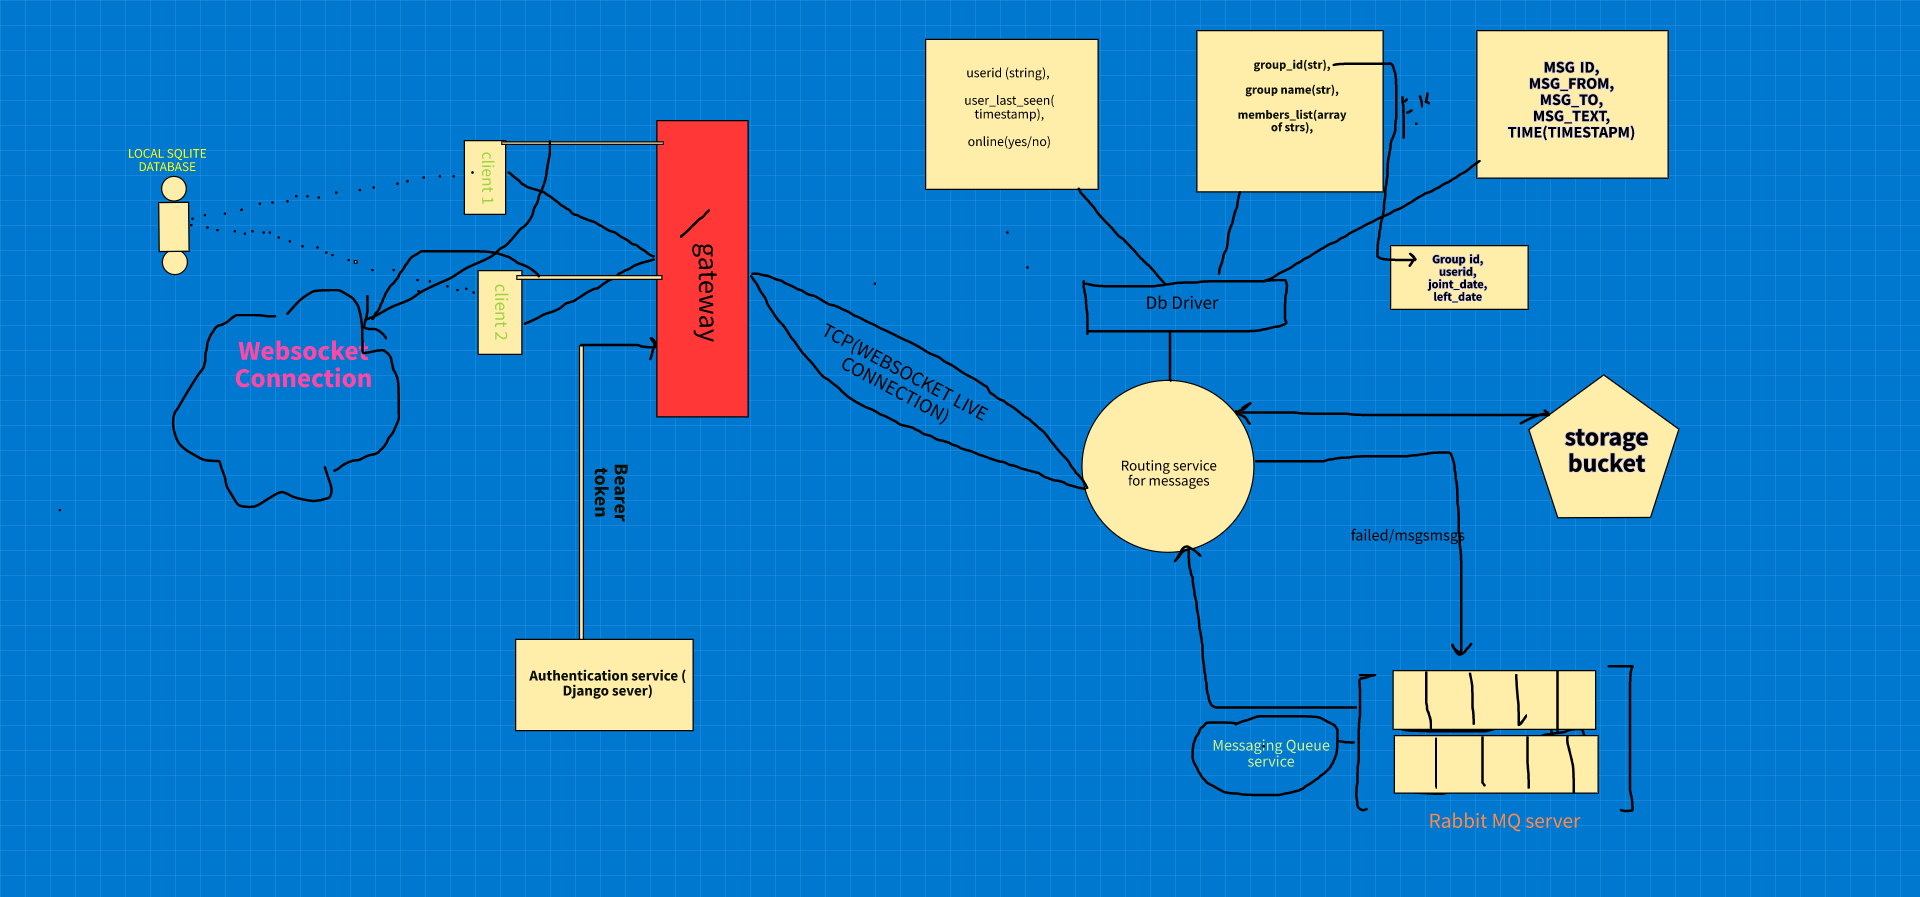 LOCAL SQLITE
DATABASE
client 1
client 2
Websocket
Connection
gateway
Bearer
token
Authentication service (
Django sever)
TCP(WEBSOCKET LIVE
CONNECTION)
userid (string),
user_last_seen(
timestamp),
online(yes/no)
group_id(str),
group name(str),
members_list(array
of strs),
MSG ID,
MSG_FROM,
MSG_TO,
MSG_TEXT,
TIME(TIMESTAPM)
Group id,
userid,
joint_date,
left_date
Db Driver
Routing service
for messages
storage
bucket
failed/msgsmsgs
Messaging Queue
service
Rabbit MQ server